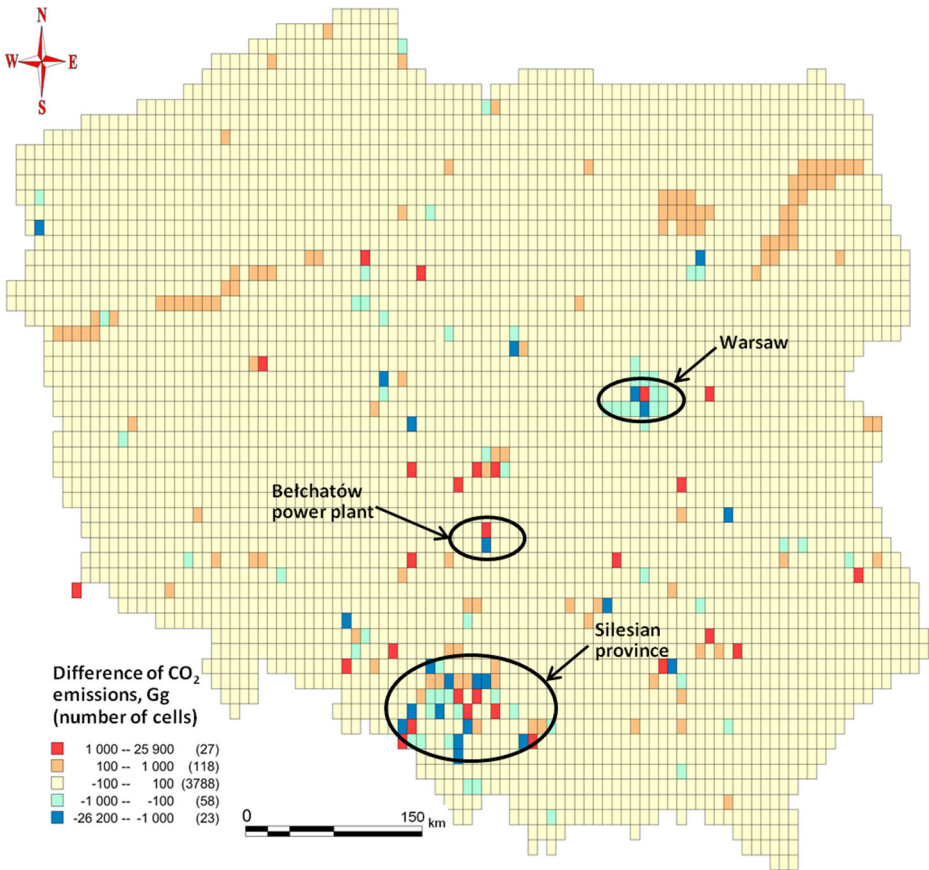 N
W E
S
Warsaw
Bełchatów
power plant
Silesian
province
Difference of CO₂
emissions, Gg
(number of cells)
1 000 -- 25 900 (27)
100 -- 1 000 (118)
-100 -- 100 (3788)
-1 000 -- -100 (58)
-26 200 -- -1 000 (23)
0 150 km